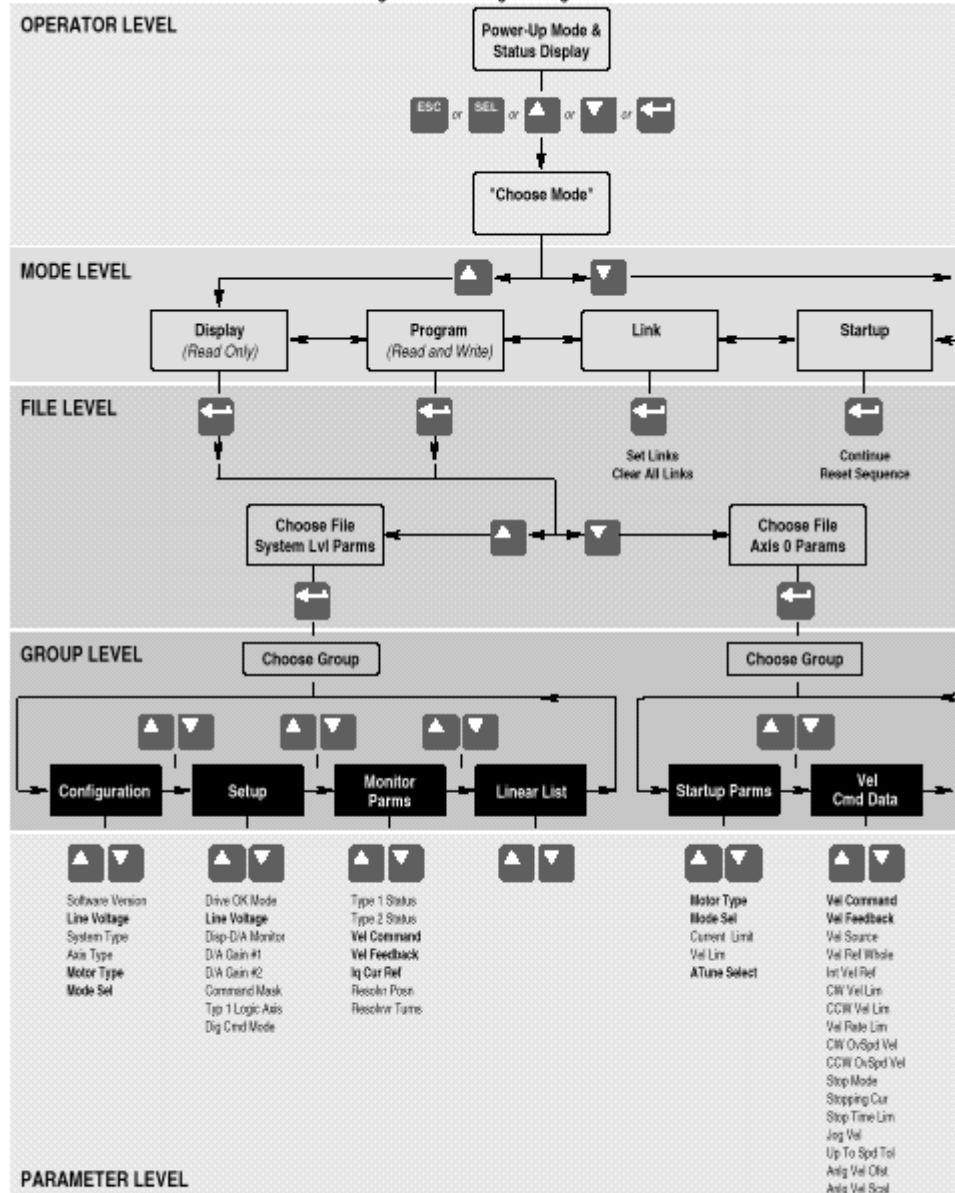 OPERATOR LEVEL
Power-Up Mode &
Status Display
ESC or SEL or or or
"Choose Mode"
MODE LEVEL
Display
(Read Only)
Program
(Read and Write)
Link
Startup
FILE LEVEL
Set Links
Clear All Links
Continue
Reset Sequence
Choose File
System Lvl Parms
Choose File
Axis 0 Params
GROUP LEVEL
Choose Group
Choose Group
Configuration
Setup
Monitor
Parms
Linear List
Startup Parms
Vel
Cmd Data
Software Version
Line Voltage
System Type
Axis Type
Motor Type
Mode Sel
Drive OK Mode
Line Voltage
Disp-D/A Monitor
D/A Gain #1
D/A Gain #2
Command Mask
Typ 1 Logic Axis
Dig Cmd Mode
Type 1 Status
Type 2 Status
Vel Command
Vel Feedback
Iq Cur Ref
Resolvr Posn
Resolvr Turns
Motor Type
Mode Sel
Current Limit
Vel Lim
ATune Select
Vel Command
Vel Feedback
Vel Source
Vel Ref Whole
Int Vel Ref
CW Vel Lim
CCW Vel Lim
Vel Rate Lim
CW OvSpd Vel
CCW OvSpd Vel
Stop Mode
Stopping Cur
Stop Time Lim
Jog Vel
Up To Spd Tol
Anlg Vel Ofst
Anlg Vel Scal
PARAMETER LEVEL